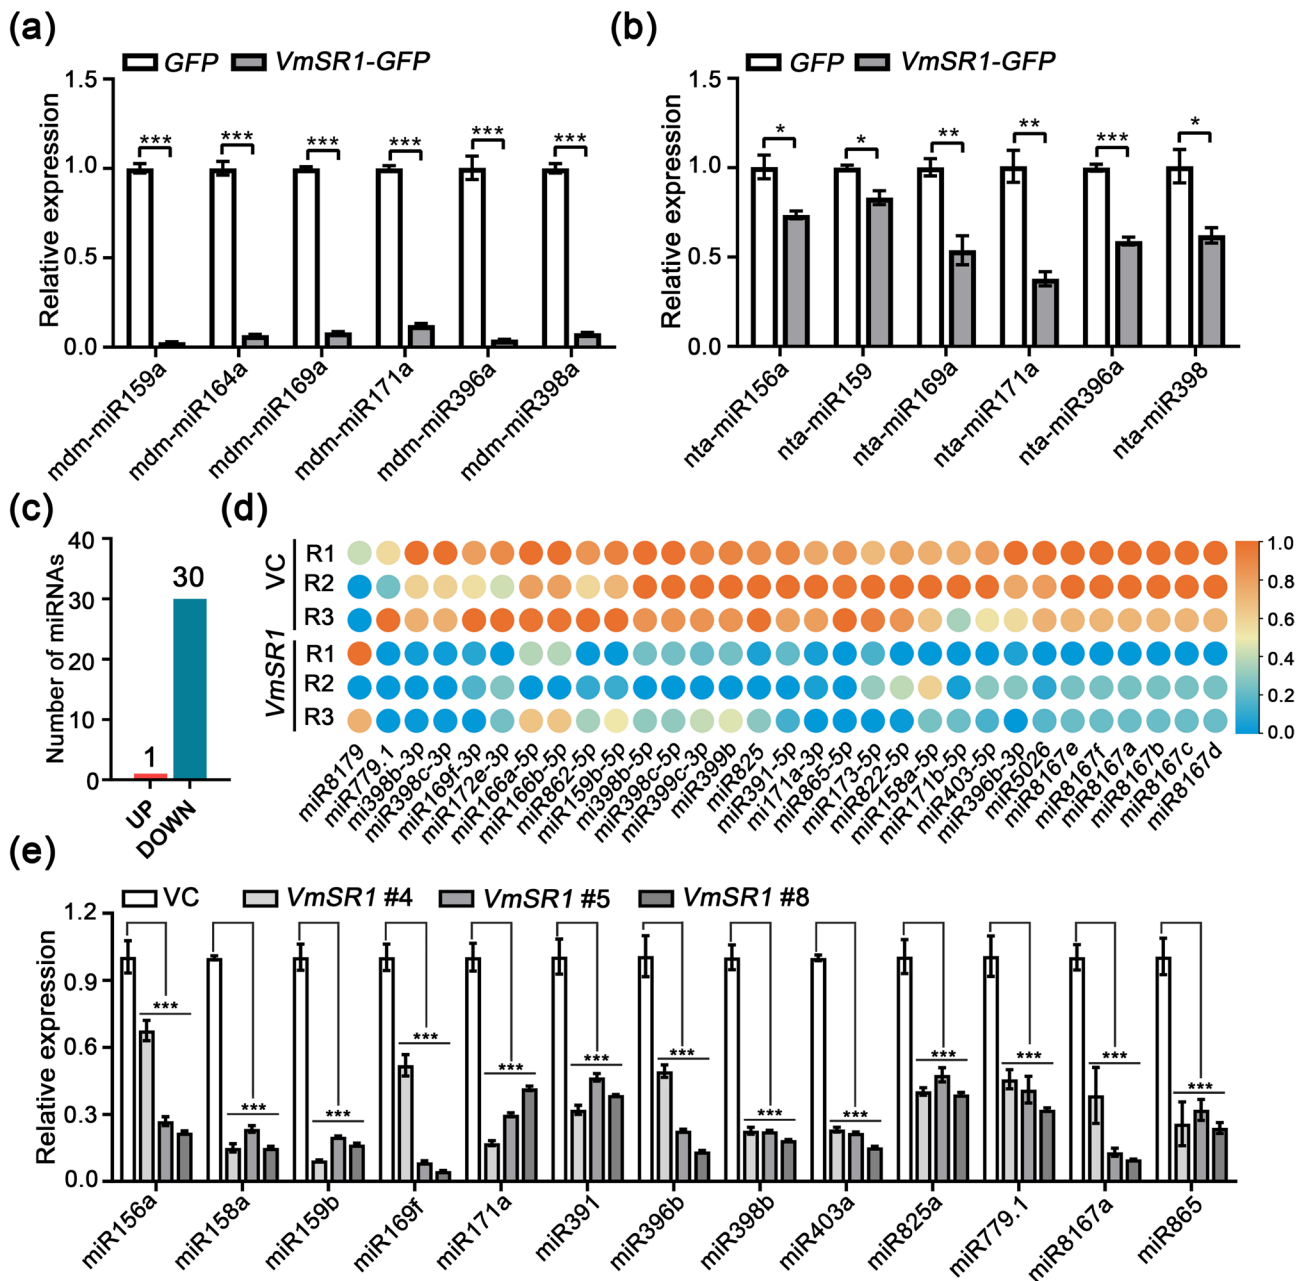 (a)
GFP VmSR1-GFP
Relative expression
1.5
1.0
0.5
0.0
*** *** *** *** *** ***
mdm-miR159a
mdm-miR164a
mdm-miR169a
mdm-miR171a
mdm-miR396a
mdm-miR398a
(b)
GFP VmSR1-GFP
Relative expression
1.5
1.0
0.5
0.0
* * ** ** *** *
nta-miR156a
nta-miR159
nta-miR169a
nta-miR171a
nta-miR396a
nta-miR398
(c)
Number of miRNAs
40
30
20
10
0
1
30
UP
DOWN
(d)
VC
R1
R2
R3
VmSR1
R1
R2
R3
miR8179
miR779.1
mi398b-3p
miR398c-3p
miR169f-3p
miR172e-3p
miR166a-5p
miR166b-5p
miR862-5p
miR159b-5p
mi398b-5p
miR398c-5p
miR399c-3p
miR399b
miR825
miR391-5p
mi171a-3p
miR865-5p
miR173-5p
miR822-5p
miR158a-5p
miR171b-5p
miR403-5p
miR396b-3p
miR5026
miR8167e
miR8167f
miR8167a
miR8167b
miR8167c
miR8167d
1.0
0.8
0.6
0.4
0.2
0.0
(e)
VC VmSR1 #4 VmSR1 #5 VmSR1 #8
Relative expression
1.2
0.9
0.6
0.3
0.0
*** *** *** *** *** *** *** *** *** *** *** *** ***
miR156a
miR158a
miR159b
miR169f
miR171a
miR391
miR396b
miR398b
miR403a
miR825a
miR779.1
miR8167a
miR865